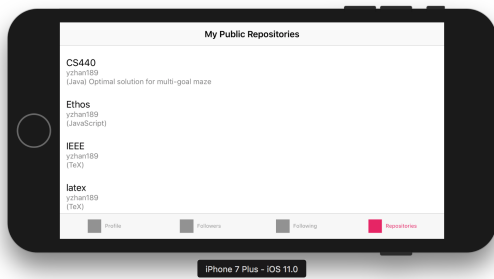 My Public Repositories
CS440
yzhan189
(Java) Optimal solution for multi-goal maze
Ethos
yzhan189
(JavaScript)
IEEE
yzhan189
(TeX)
latex
yzhan189
(TeX)
Profile Followers Following Repositories
iPhone 7 Plus - iOS 11.0